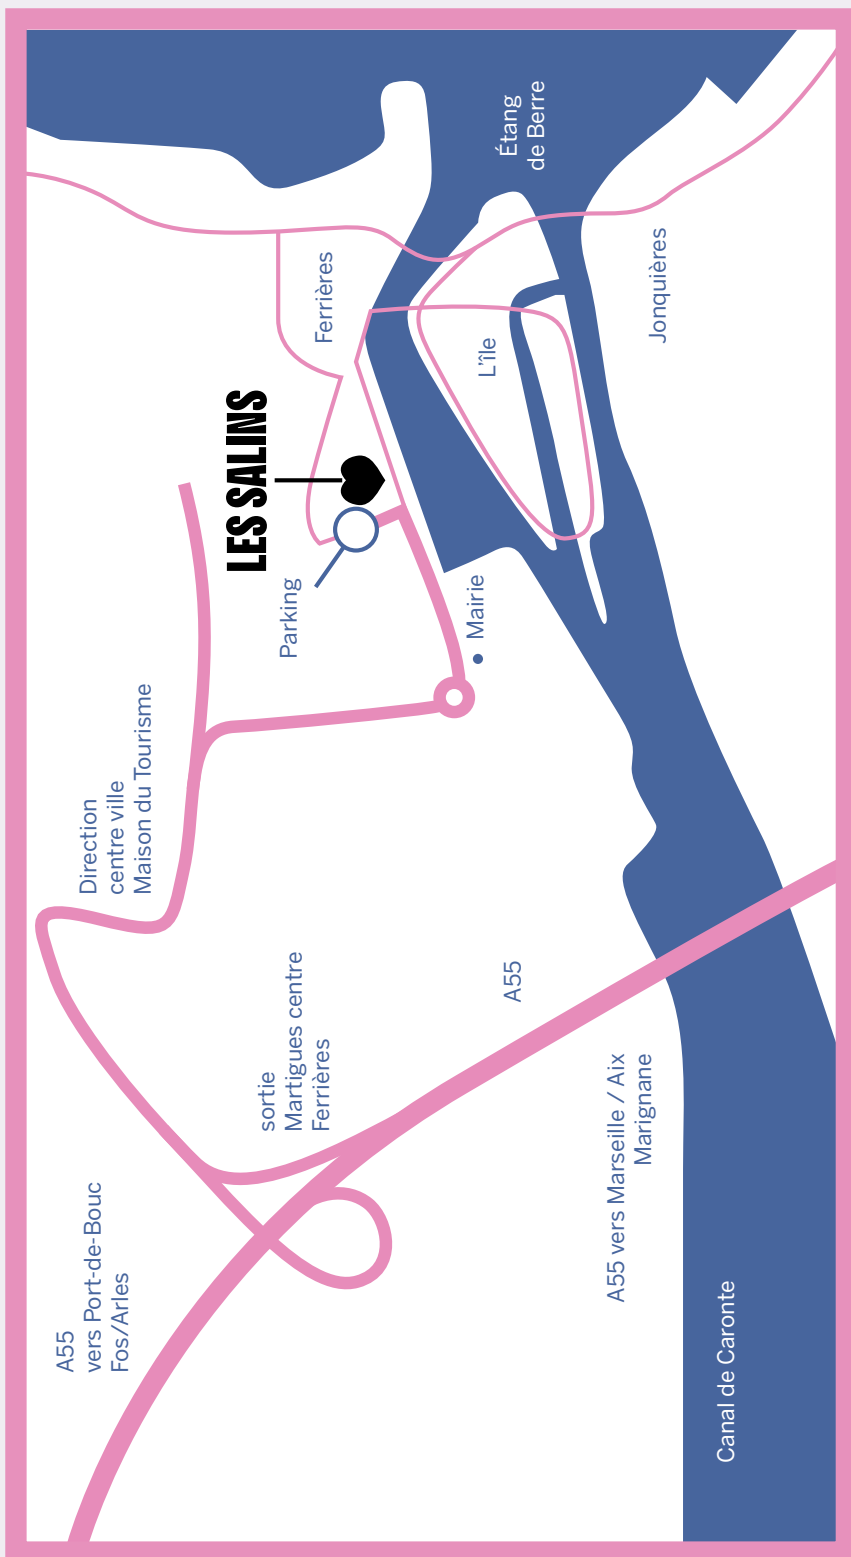 A55
vers Port-de-Bouc
Fos/Arles
Direction
centre ville
Maison du Tourisme
sortie
Martigues centre
Ferrières
LES SALINS
Parking
Ferrières
Mairie
L'île
Étang
de Berre
A55
A55 vers Marseille / Aix
Marignane
Jonquières
Canal de Caronte